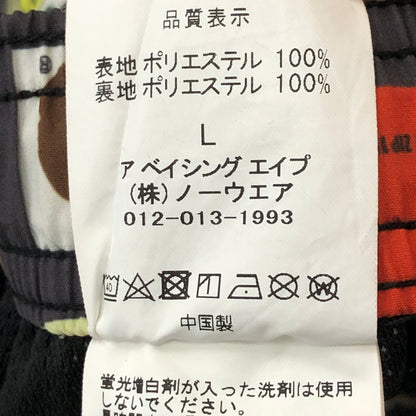 品質表示
表地 ポリエステル 100%
裏地 ポリエステル 100%
L
ア ベイシング エイプ
(株) ノーウエア
012-013-1993
40
中国製
蛍光増白剤が入った洗剤は使用
しないでください。